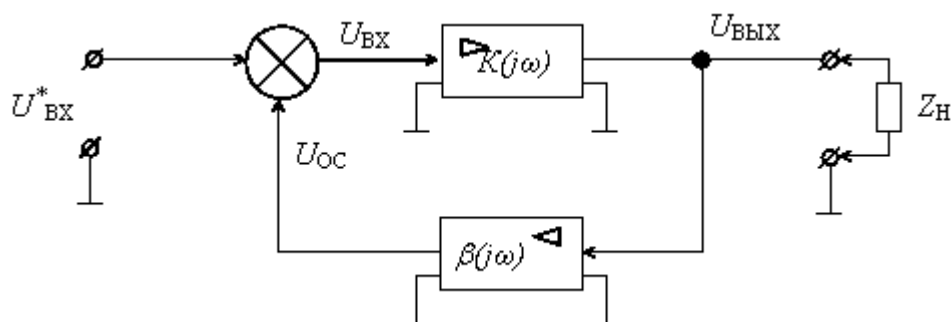 U*ВХ
UВХ
K(jω)
UВЫХ
ZН
UОС
β(jω)